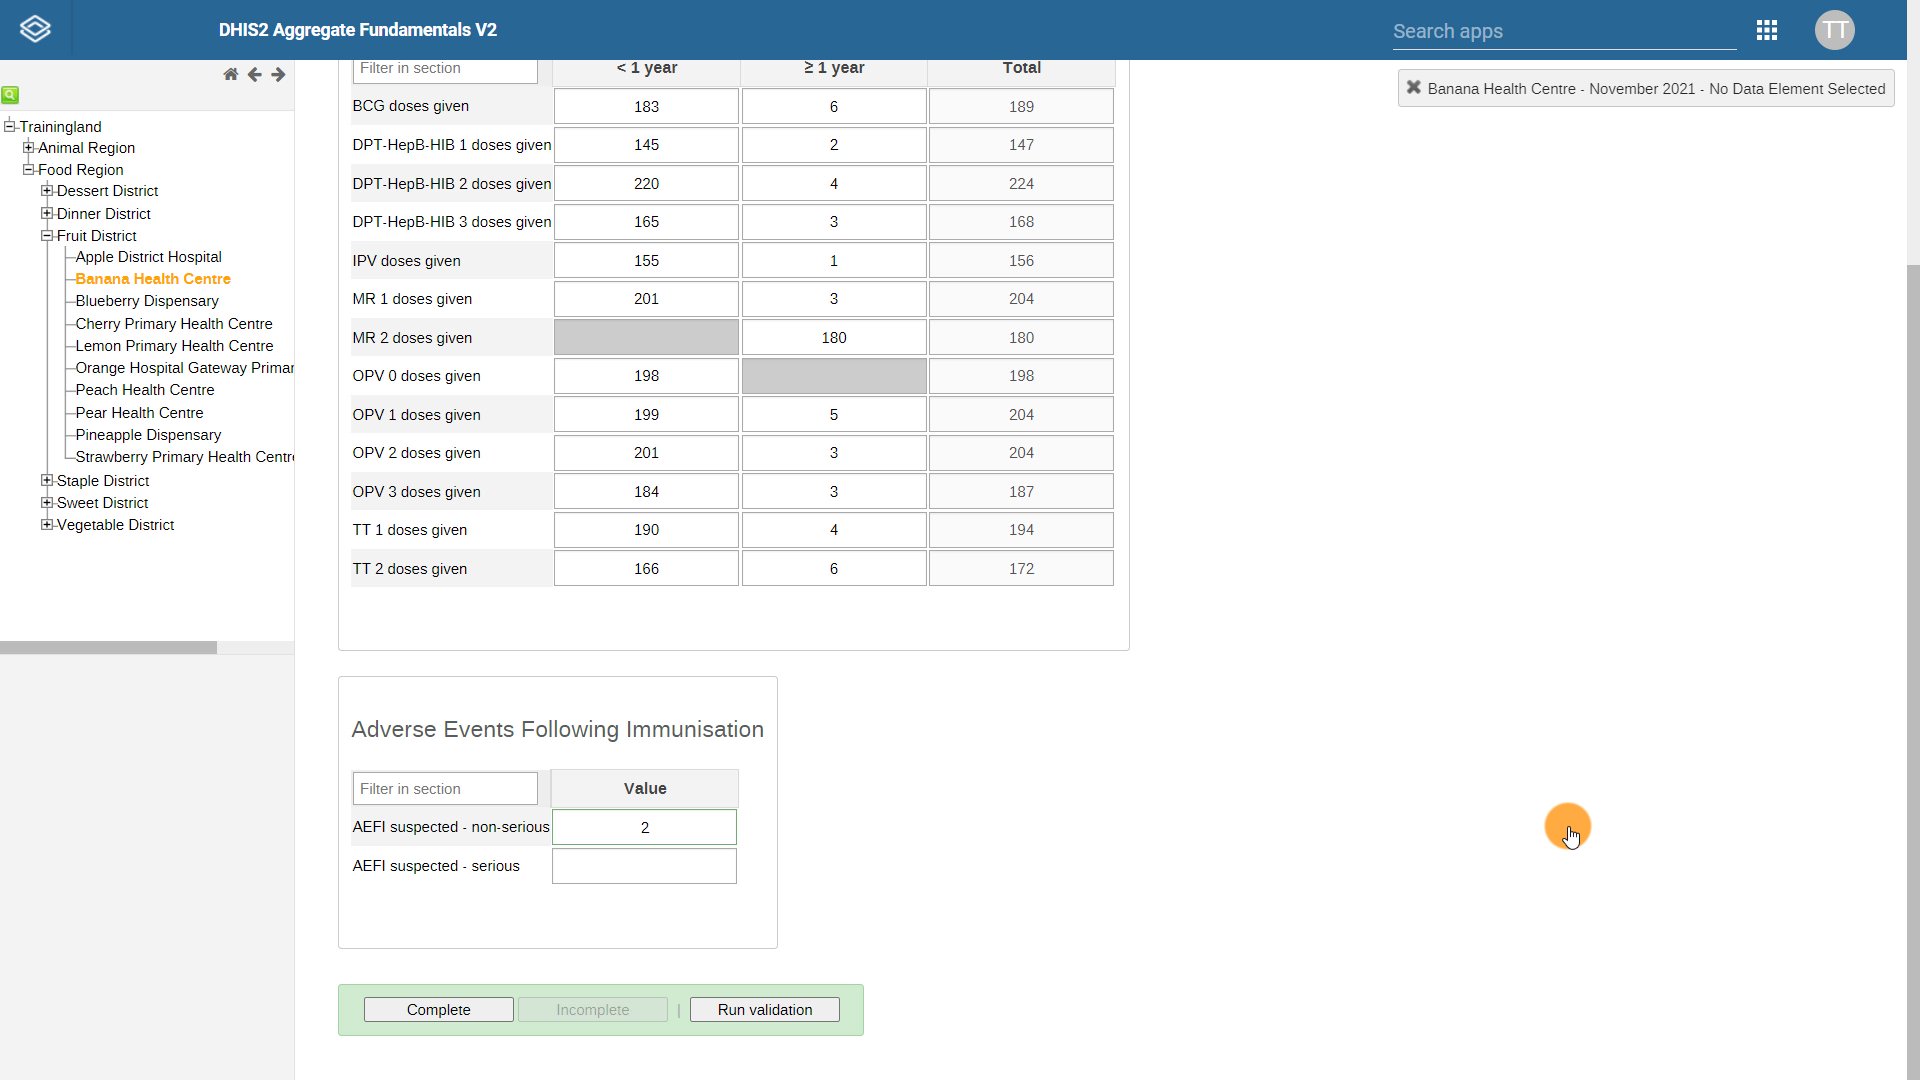 DHIS2 Aggregate Fundamentals V2
Search apps
TT
Banana Health Centre - November 2021 - No Data Element Selected
Trainingland
Animal Region
Food Region
Dessert District
Dinner District
Fruit District
Apple District Hospital
Banana Health Centre
Blueberry Dispensary
Cherry Primary Health Centre
Lemon Primary Health Centre
Orange Hospital Gateway Primar
Peach Health Centre
Pear Health Centre
Pineapple Dispensary
Strawberry Primary Health Centre
Staple District
Sweet District
Vegetable District
Filter in section < 1 year ≥ 1 year Total
BCG doses given 183 6 189
DPT-HepB-HIB 1 doses given 145 2 147
DPT-HepB-HIB 2 doses given 220 4 224
DPT-HepB-HIB 3 doses given 165 3 168
IPV doses given 155 1 156
MR 1 doses given 201 3 204
MR 2 doses given 180 180
OPV 0 doses given 198 198
OPV 1 doses given 199 5 204
OPV 2 doses given 201 3 204
OPV 3 doses given 184 3 187
TT 1 doses given 190 4 194
TT 2 doses given 166 6 172
Adverse Events Following Immunisation
Filter in section Value
AEFI suspected - non-serious 2
AEFI suspected - serious
Complete Incomplete | Run validation